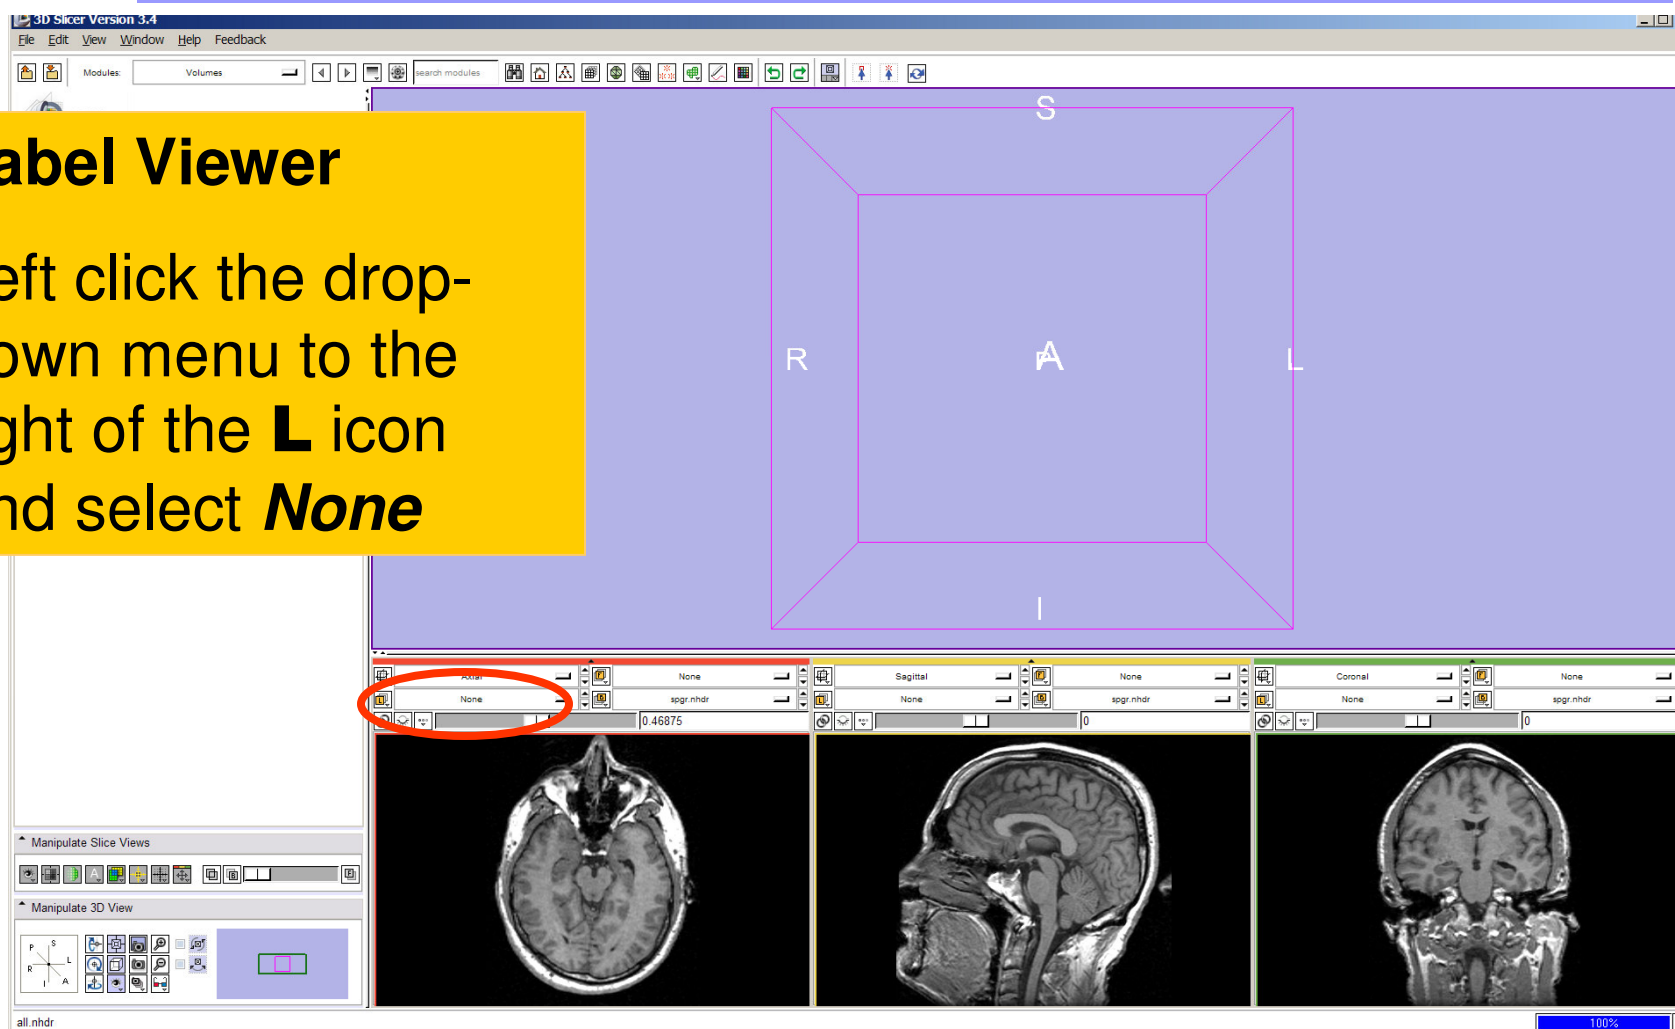 3D Slicer Version 3.4
File Edit View Window Help Feedback
Modules: Volumes search modules
abel Viewer
eft click the drop-
own menu to the
ght of the L icon
nd select None
S
R A P L
I
Axial F None Sagittal F None Coronal F None
L None B spgr.nhdr L None B spgr.nhdr L None B spgr.nhdr
0.46875 0 0
Manipulate Slice Views
A B F
Manipulate 3D View
P S
R L
I A
all.nhdr 100%